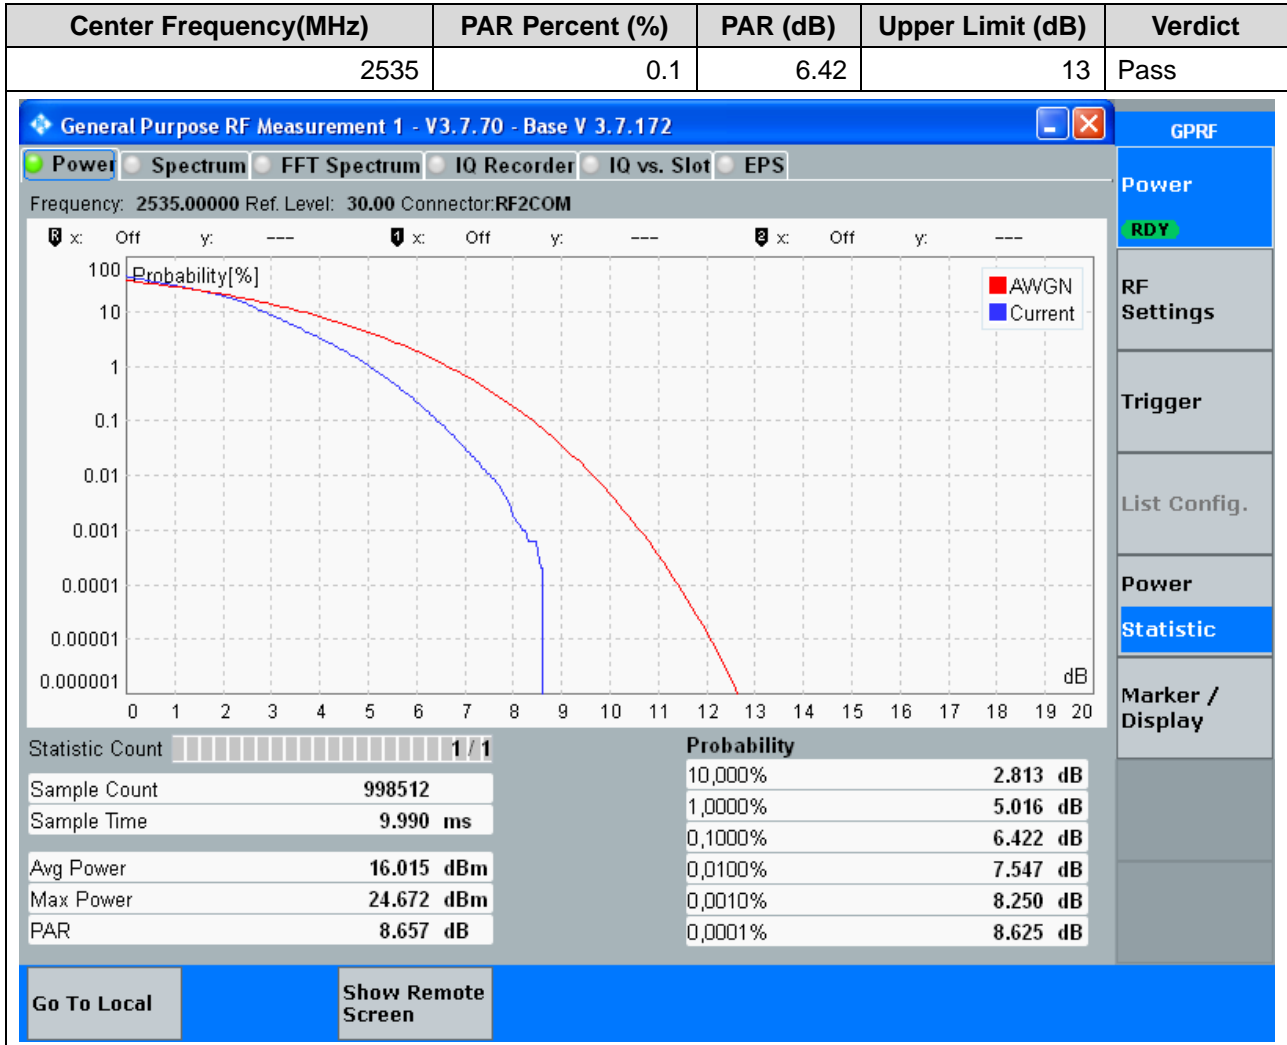 Center Frequency(MHz) PAR Percent (%) PAR (dB) Upper Limit (dB) Verdict
2535 0.1 6.42 13 Pass
General Purpose RF Measurement 1 - V3.7.70 - Base V 3.7.172
GPRF
Power Spectrum FFT Spectrum IQ Recorder IQ vs. Slot EPS
Power
RDY
Frequency: 2535.00000 Ref. Level: 30.00 Connector:RF2COM
R x: Off y: --- 1 x: Off y: --- 2 x: Off y: ---
Probability[%]
AWGN
Current
100
10
1
0.1
0.01
0.001
0.0001
0.00001
0.000001
dB
0 1 2 3 4 5 6 7 8 9 10 11 12 13 14 15 16 17 18 19 20
RF
Settings
Trigger
List Config.
Power
Statistic
Marker /
Display
Statistic Count 1 / 1
Sample Count 998512
Sample Time 9.990 ms
Avg Power 16.015 dBm
Max Power 24.672 dBm
PAR 8.657 dB
Probability
10,000% 2.813 dB
1,0000% 5.016 dB
0,1000% 6.422 dB
0,0100% 7.547 dB
0,0010% 8.250 dB
0,0001% 8.625 dB
Go To Local
Show Remote
Screen